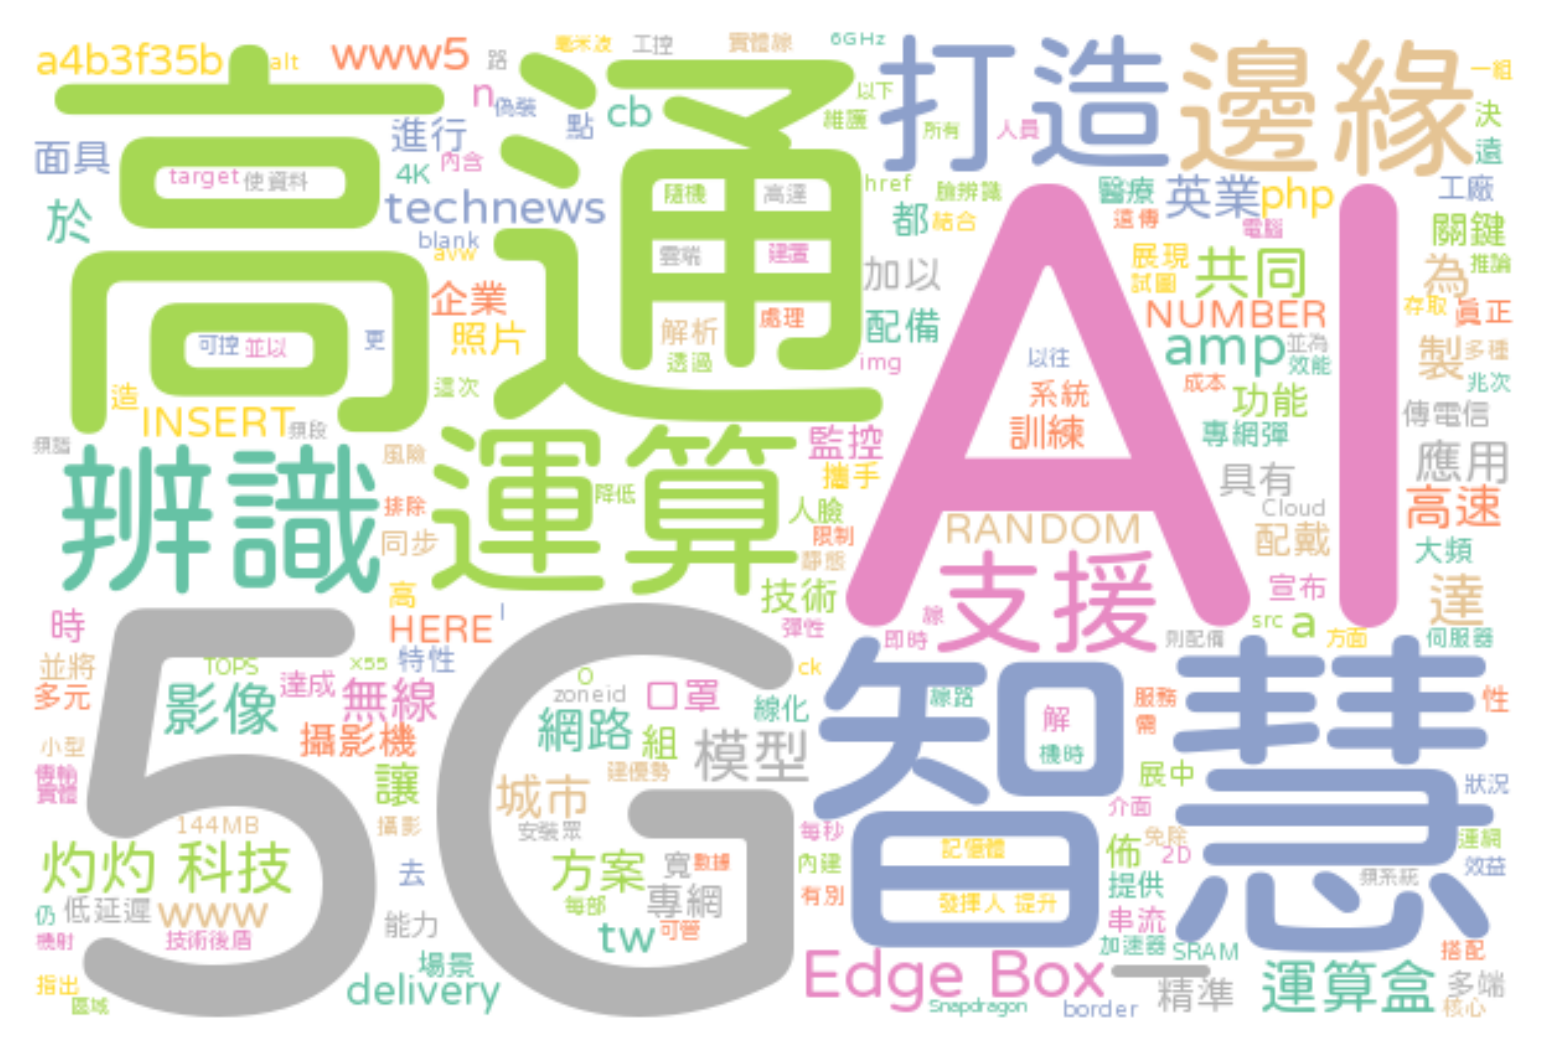 a4b3f35b
alt
www5
路
毫米波
工控
實體線
6GHz
打造
邊緣
一組
高通
n
偽裝
點
cb
以下
維護
所有
人員
決
遠
面具
進行
內含
4K
target
使資料
隨機
高達
href
臉辨識
醫療
英業
php
工廠
於
technews
blank
avw
雲端
建置
都
結合
遠傳
電腦
關鍵
推論
企業
加以
展現
試圖
共同
為
存取
真正
可控
並以
更
照片
解析
處理
透過
配備
img
AI
以往
NUMBER
amp
並為
效能
製
多種
兆次
造
INSERT
頻段
這次
系統
訓練
成本
功能
專網彈
傳電信
頻譜
辨識
風險
排除
同步
運算
降低
監控
攜手
人臉
限制
靜態
具有
Cloud
應用
高速
RANDOM
配戴
大頻
高
技術
支援
宣布
達
時
HERE
l
彈性
即時
線
則配備
src
a
方面
伺服器
5G
並將
多元
TOPS
X55
特性
達成
無線
影像
攝影機
小型
傳輸
實體
讓
O
ck
zoneid
口罩
線化
網路
組
模型
建優勢
城市
安裝眾
智慧
線路
解
機時
服務
需
性
展中
狀況
介面
144MB
攝影
每秒
內建
有別
記憶體
免除
2D
佈
運網
效益
頻系統
灼灼 科技
去
方案
寬
數據
提供
仍
低延遲
www
每部
專網
發揮人
提升
串流
機射
技術後盾
能力
tw
可營
加速器
SRAM
搭配
指出
區域
場景
delivery
Edge Box
一
Snapdragon
border
精準
運算盒
多端
核心